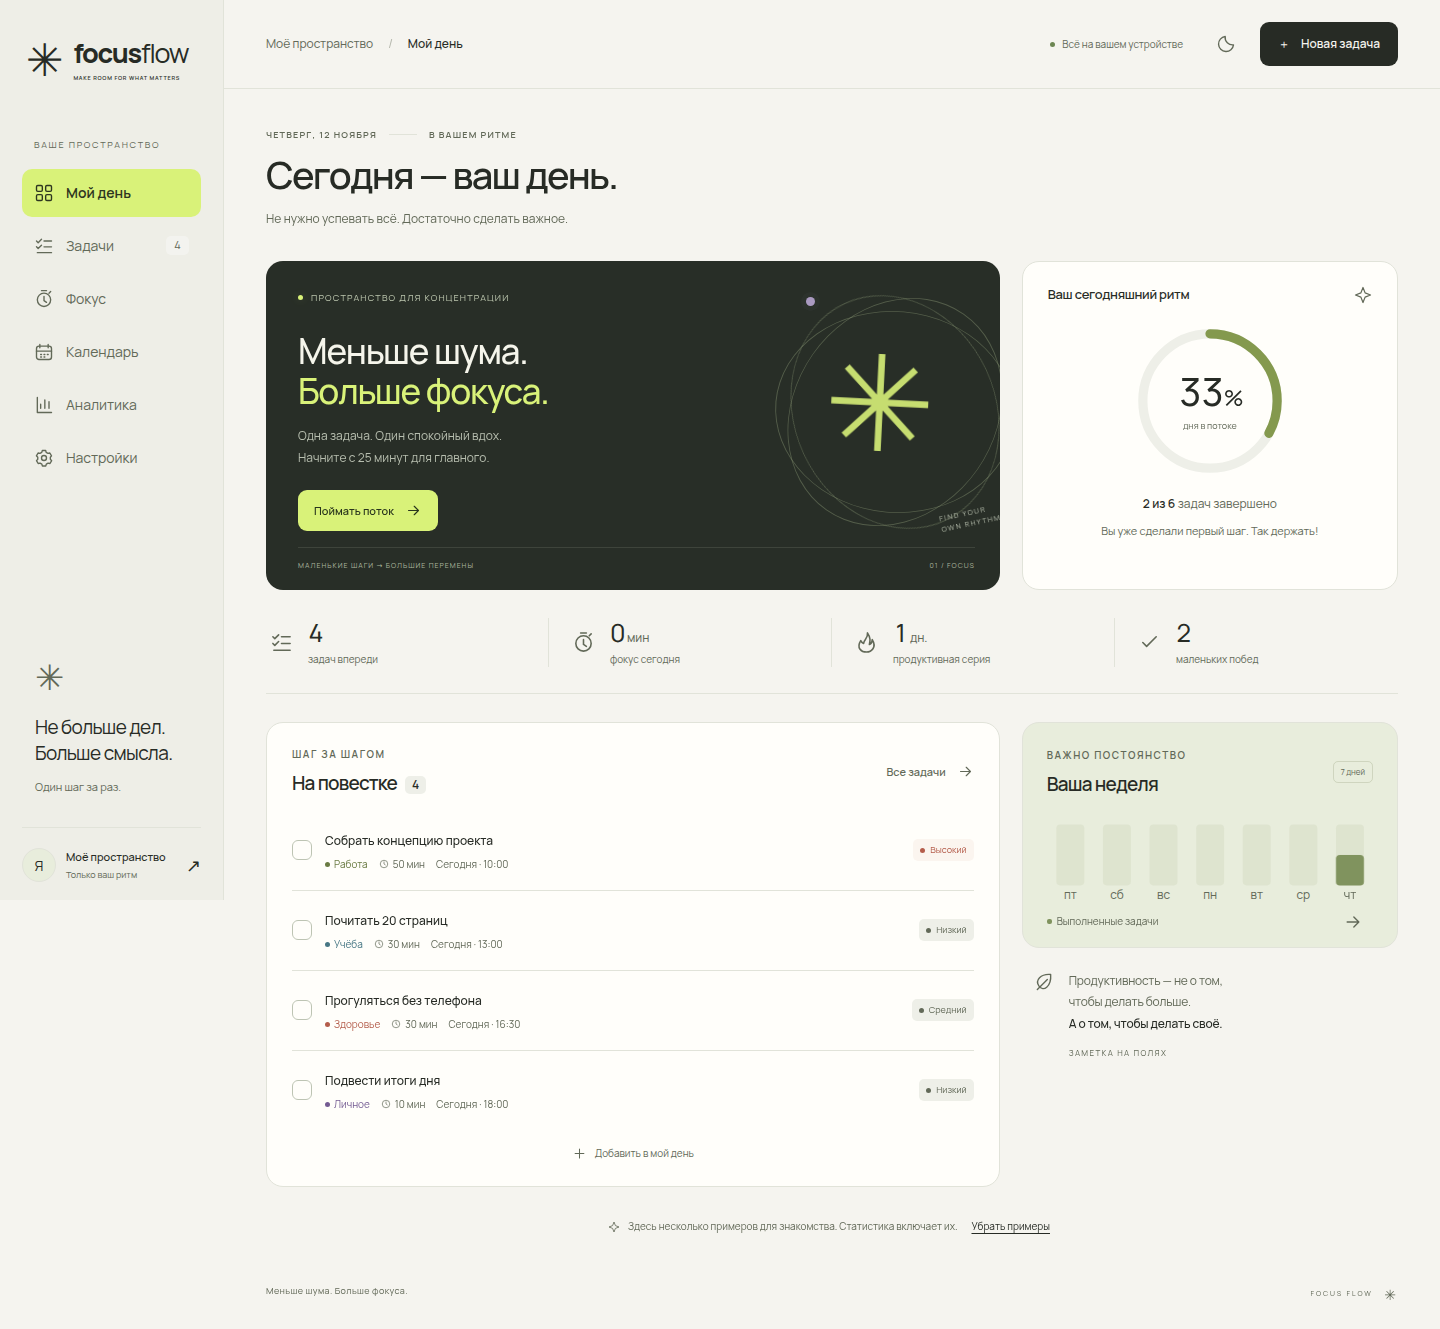 focusflow
MAKE ROOM FOR WHAT MATTERS
ВАШЕ ПРОСТРАНСТВО
Мой день
Задачи 4
Фокус
Календарь
Аналитика
Настройки
Не больше дел.
Больше смысла.
Один шаг за раз.
Я
Моё пространство
Только ваш ритм
Моё пространство / Мой день
Всё на вашем устройстве
+ Новая задача
ЧЕТВЕРГ, 12 НОЯБРЯ
В ВАШЕМ РИТМЕ
Сегодня — ваш день.
Не нужно успевать всё. Достаточно сделать важное.
ПРОСТРАНСТВО ДЛЯ КОНЦЕНТРАЦИИ
Меньше шума.
Больше фокуса.
Одна задача. Один спокойный вдох.
Начните с 25 минут для главного.
Поймать поток →
FIND YOUR
OWN RHYTHM
МАЛЕНЬКИЕ ШАГИ → БОЛЬШИЕ ПЕРЕМЕНЫ
01 / FOCUS
Ваш сегодняшний ритм
33%
дня в потоке
2 из 6 задач завершено
Вы уже сделали первый шаг. Так держать!
4
задач впереди
0 мин
фокус сегодня
1 дн.
продуктивная серия
2
маленьких побед
ШАГ ЗА ШАГОМ
На повестке 4
Все задачи →
Собрать концепцию проекта
Работа 50 мин Сегодня · 10:00
Высокий
Почитать 20 страниц
Учёба 30 мин Сегодня · 13:00
Низкий
Прогуляться без телефона
Здоровье 30 мин Сегодня · 16:30
Средний
Подвести итоги дня
Личное 10 мин Сегодня · 18:00
Низкий
+ Добавить в мой день
ВАЖНО ПОСТОЯНСТВО
Ваша неделя
7 дней
пт сб вс пн вт ср чт
Выполненные задачи →
Продуктивность — не о том,
чтобы делать больше.
А о том, чтобы делать своё.
ЗАМЕТКА НА ПОЛЯХ
Здесь несколько примеров для знакомства. Статистика включает их. Убрать примеры
Меньше шума. Больше фокуса.
FOCUS FLOW